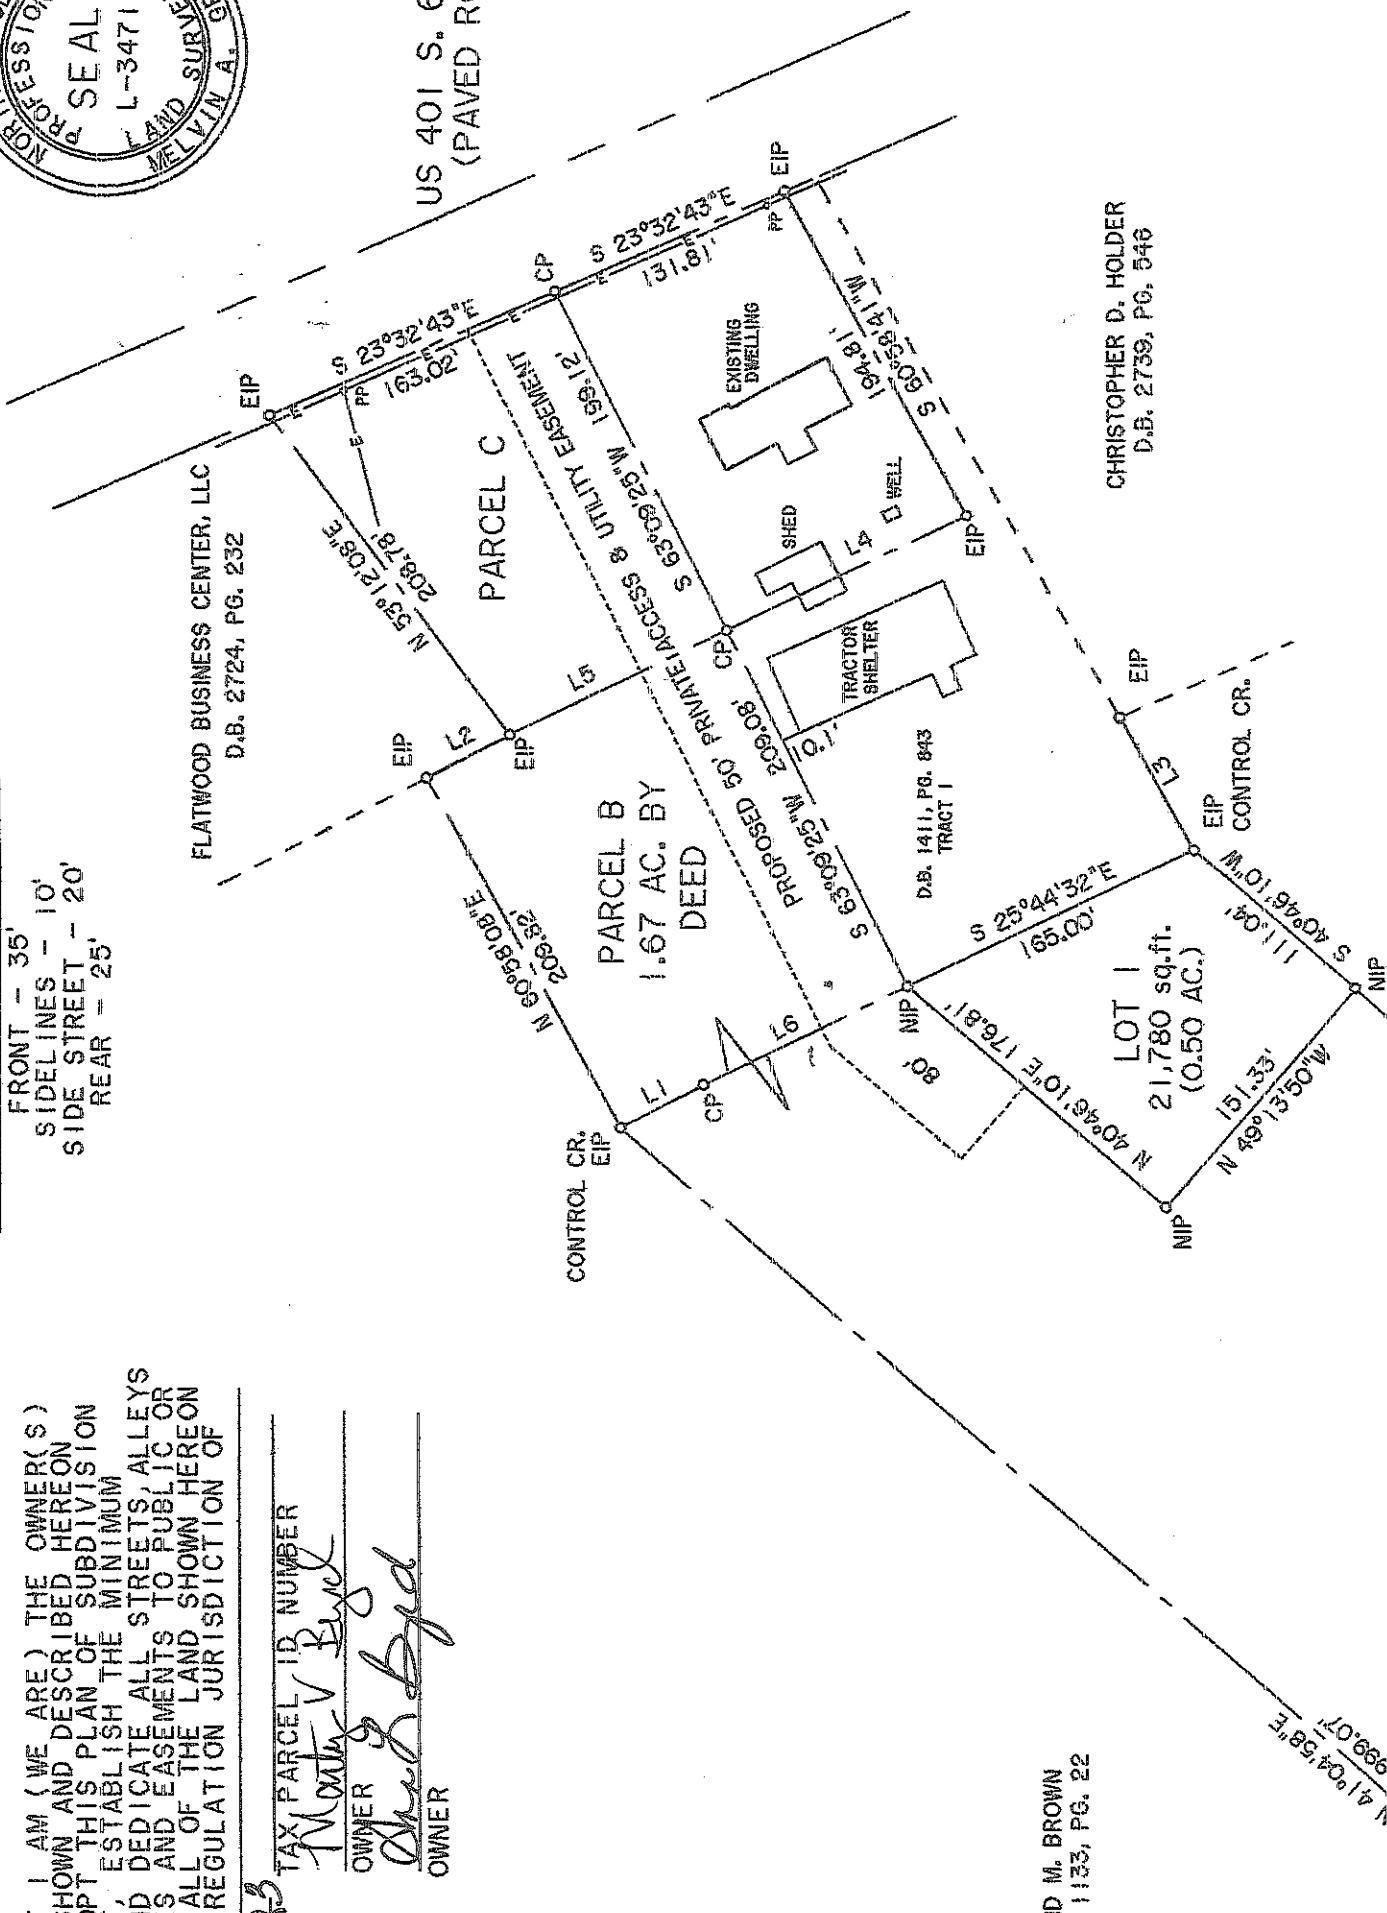 NORTH
PROFESSION
SEAL
L-3471
LAND SURVE
MELVIN A.
US 401 S.
(PAVED
FRONT - 35'
SIDELINES - 10'
SIDE STREET - 20'
REAR = 25'
I AM (WE ARE) THE OWNER(S)
SHOWN AND DESCRIBED HEREON
THIS PLAN OF SUBDIVISION
, ESTABLISH THE MINIMUM
DEDICATE ALL STREETS, ALLEYS
AND EASEMENTS TO PUBLIC OR
ALL OF THE LAND SHOWN HEREON
REGULATION JURISDICTION OF
TAX PARCEL ID NUMBER
OWNER
OWNER
FLATWOOD BUSINESS CENTER, LLC
D.B. 2724, PG. 232
EIP
S 23°32'43"E
163.02'
PP
E
CP
S 23°32'43"E
131.81'
PP
EIP
N 53°12'08"E
208.78'
PARCEL C
PROPOSED 50' PRIVATE ACCESS & UTILITY EASEMENT
S 63°09'25"W 199.12'
EXISTING
DWELLING
194.81'
S 60°58'41"W
WELL
SHED
L4
EIP
CP
TRACTOR
SHELTER
10.1'
S 63°09'25"W 209.08'
D.B. 1411, PG. 843
TRACT 1
CHRISTOPHER D. HOLDER
D.B. 2739, PG. 546
EIP
L2
EIP
L5
N 60°58'08"E
209.82'
PARCEL B
1.67 AC. BY
DEED
CONTROL CR.
EIP
L1
CP
L6
80'
NIP
S 25°44'32"E
165.00'
EIP
L3
EIP
CONTROL CR.
S 40°46'10"W
111.04'
N 40°46'10"E 176.81'
LOT 1
21,780 sq.ft.
(0.50 AC.)
151.33'
N 49°13'50"W
NIP
NIP
M. BROWN
1133, PG. 22
N 41°04'58"E
999.07'